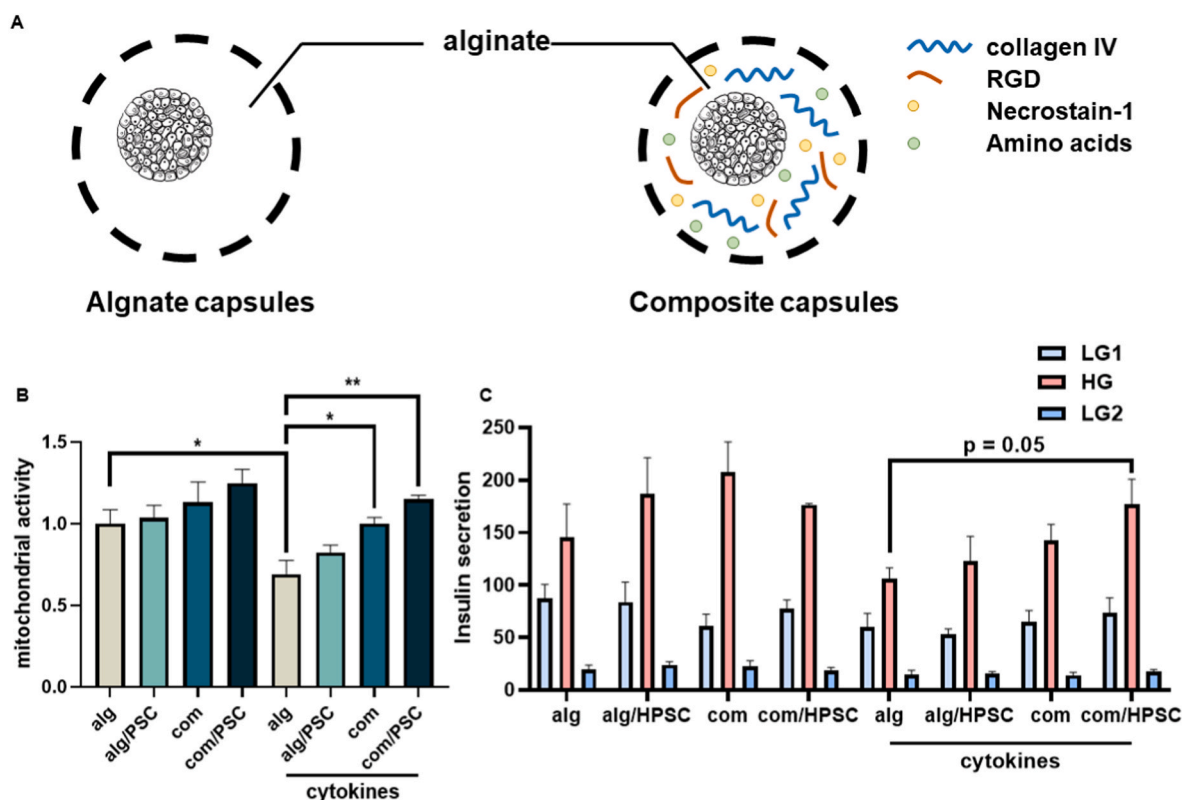 A
alginate
collagen IV
RGD
Necrostain-1
Amino acids
Algnate capsules
Composite capsules
B
mitochondrial activity
1.5
1.0
0.5
0.0
*
*
**
alg
alg/PSC
com
com/PSC
alg
alg/PSC
com
com/PSC
cytokines
C
LG1
HG
LG2
Insulin secretion
250
200
150
100
50
0
p = 0.05
alg
alg/HPSC
com
com/HPSC
alg
alg/HPSC
com
com/HPSC
cytokines